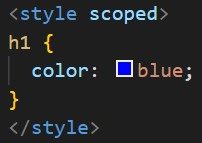 <style scoped>
h1 {
  color: blue;
}
</style>